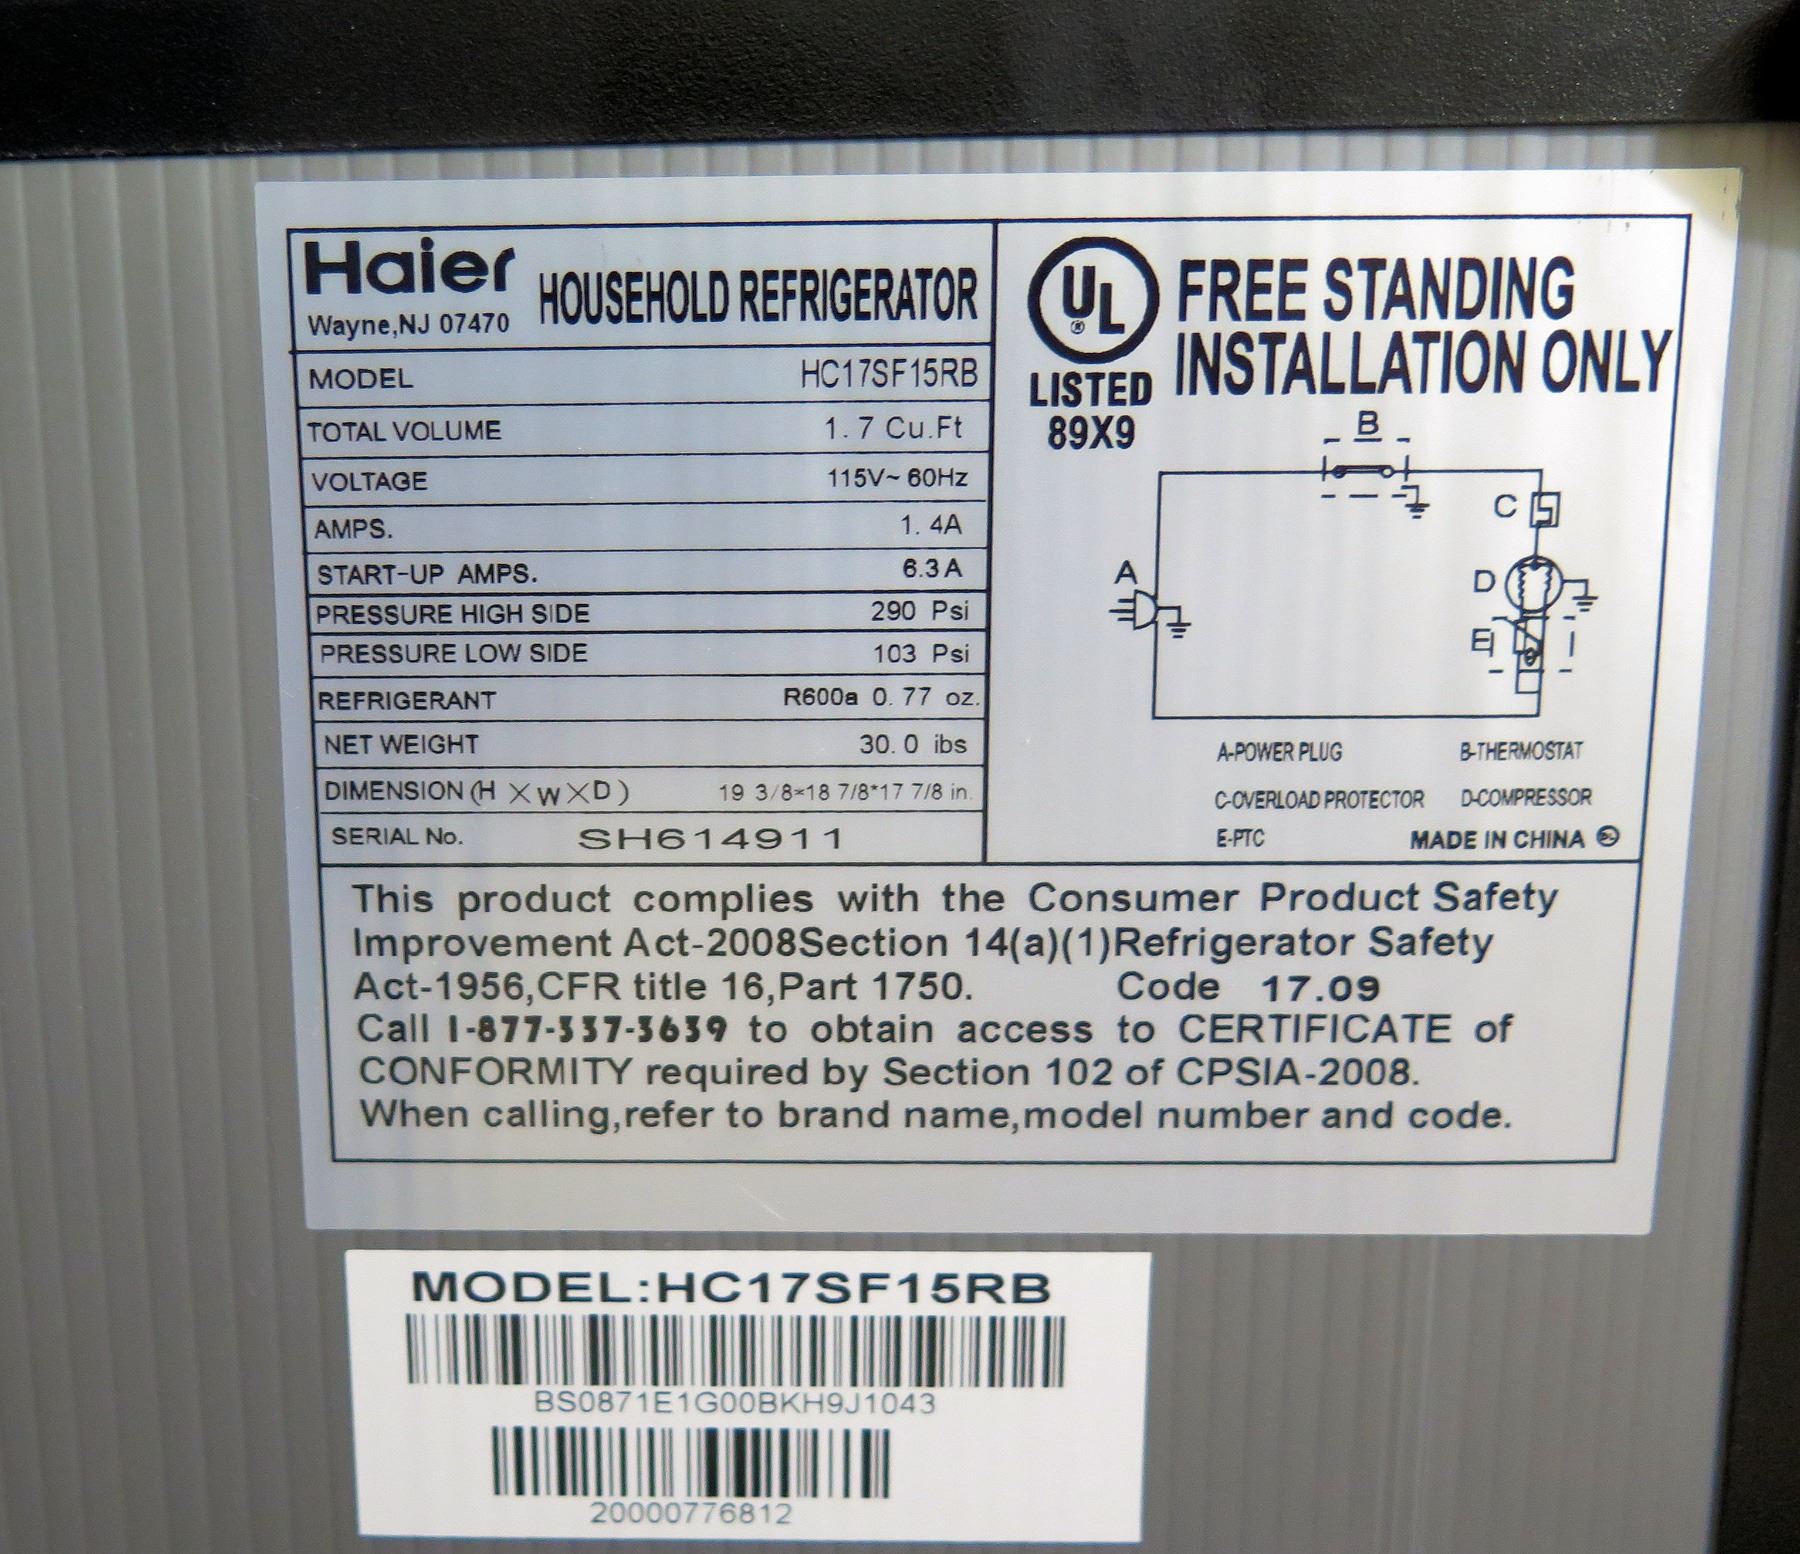 Haier HOUSEHOLD REFRIGERATOR
Wayne,NJ 07470
MODEL HC17SF15RB
TOTAL VOLUME 1.7 Cu.Ft
VOLTAGE 115V~60Hz
AMPS. 1.4A
START-UP AMPS. 6.3A
PRESSURE HIGH SIDE 290 Psi
PRESSURE LOW SIDE 103 Psi
REFRIGERANT R600a 0.77 oz.
NET WEIGHT 30.0 ibs
DIMENSION (H X W X D) 19 3/8*18 7/8*17 7/8 in.
SERIAL No. SH614911
UL ®
LISTED
89X9
FREE STANDING
INSTALLATION ONLY
B
C
A
D
E
A-POWER PLUG B-THERMOSTAT
C-OVERLOAD PROTECTOR D-COMPRESSOR
E-PTC MADE IN CHINA
This product complies with the Consumer Product Safety
Improvement Act-2008Section 14(a)(1)Refrigerator Safety
Act-1956,CFR title 16,Part 1750. Code 17.09
Call 1-877-337-3639 to obtain access to CERTIFICATE of
CONFORMITY required by Section 102 of CPSIA-2008.
When calling,refer to brand name,model number and code.
MODEL:HC17SF15RB
BS0871E1G00BKH9J1043
20000776812